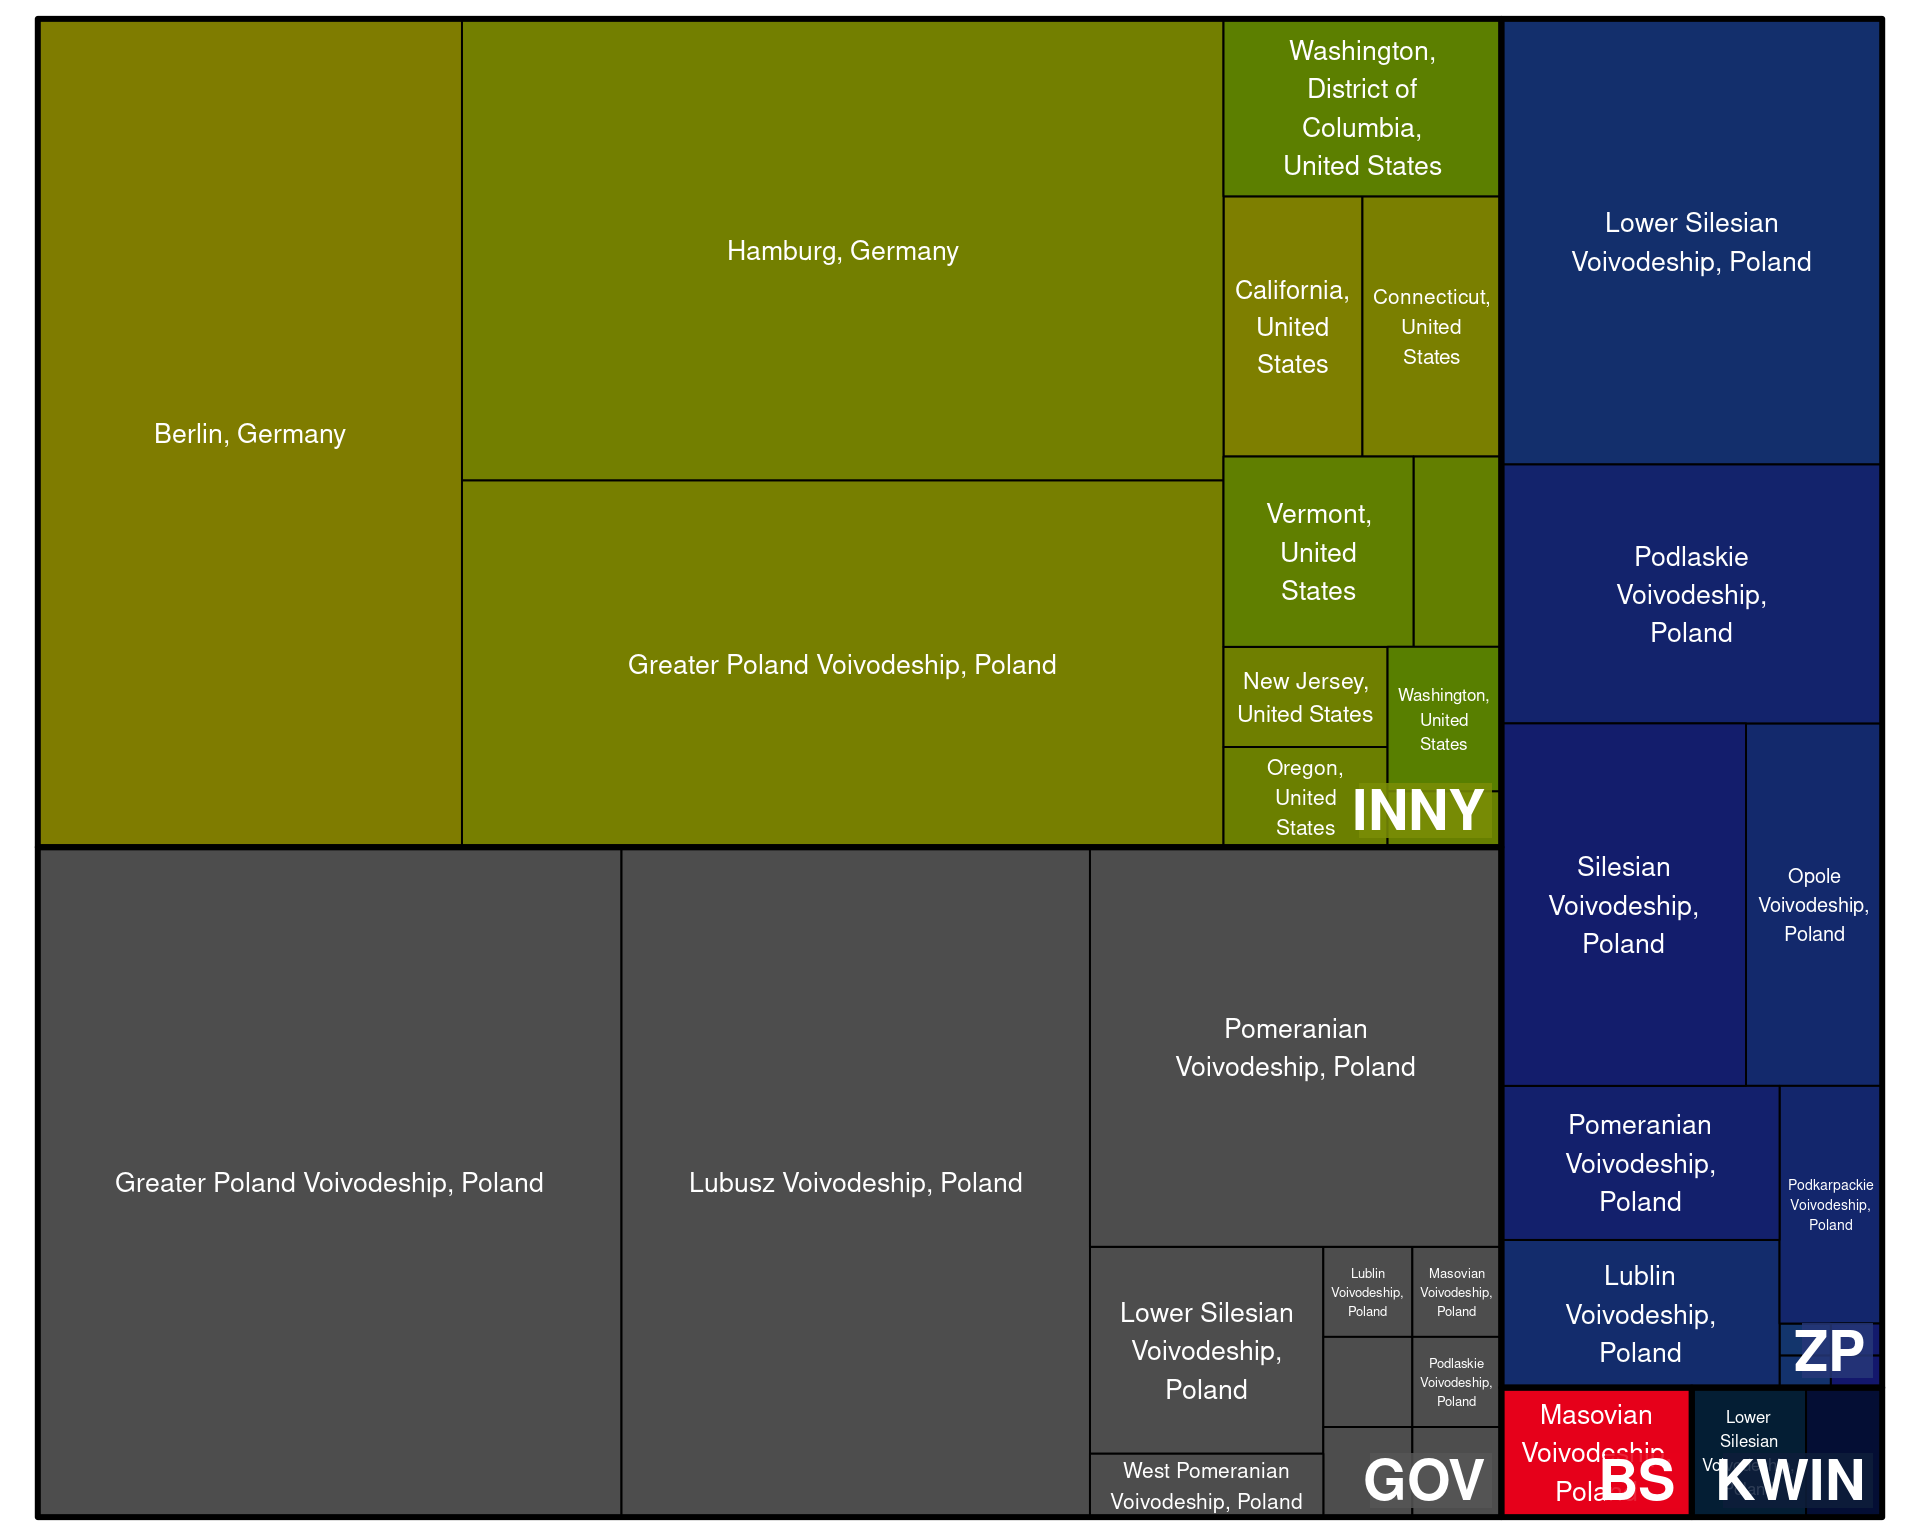 Berlin, Germany
Hamburg, Germany
Greater Poland Voivodeship, Poland
Washington,
District of
Columbia,
United States
California,
United
States
Connecticut,
United
States
Vermont,
United
States
New Jersey,
United States
Washington,
United
States
Oregon,
United
States
INNY
Greater Poland Voivodeship, Poland
Lubusz Voivodeship, Poland
Pomeranian
Voivodeship, Poland
Lower Silesian
Voivodeship,
Poland
West Pomeranian
Voivodeship, Poland
Lublin
Voivodeship,
Poland
Masovian
Voivodeship,
Poland
Podlaskie
Voivodeship,
Poland
GOV
Lower Silesian
Voivodeship, Poland
Podlaskie
Voivodeship,
Poland
Silesian
Voivodeship,
Poland
Opole
Voivodeship,
Poland
Pomeranian
Voivodeship,
Poland
Podkarpackie
Voivodeship,
Poland
Lublin
Voivodeship,
Poland
ZP
Masovian
Voivodeship,
Poland
BS
Lower
Silesian
KWIN